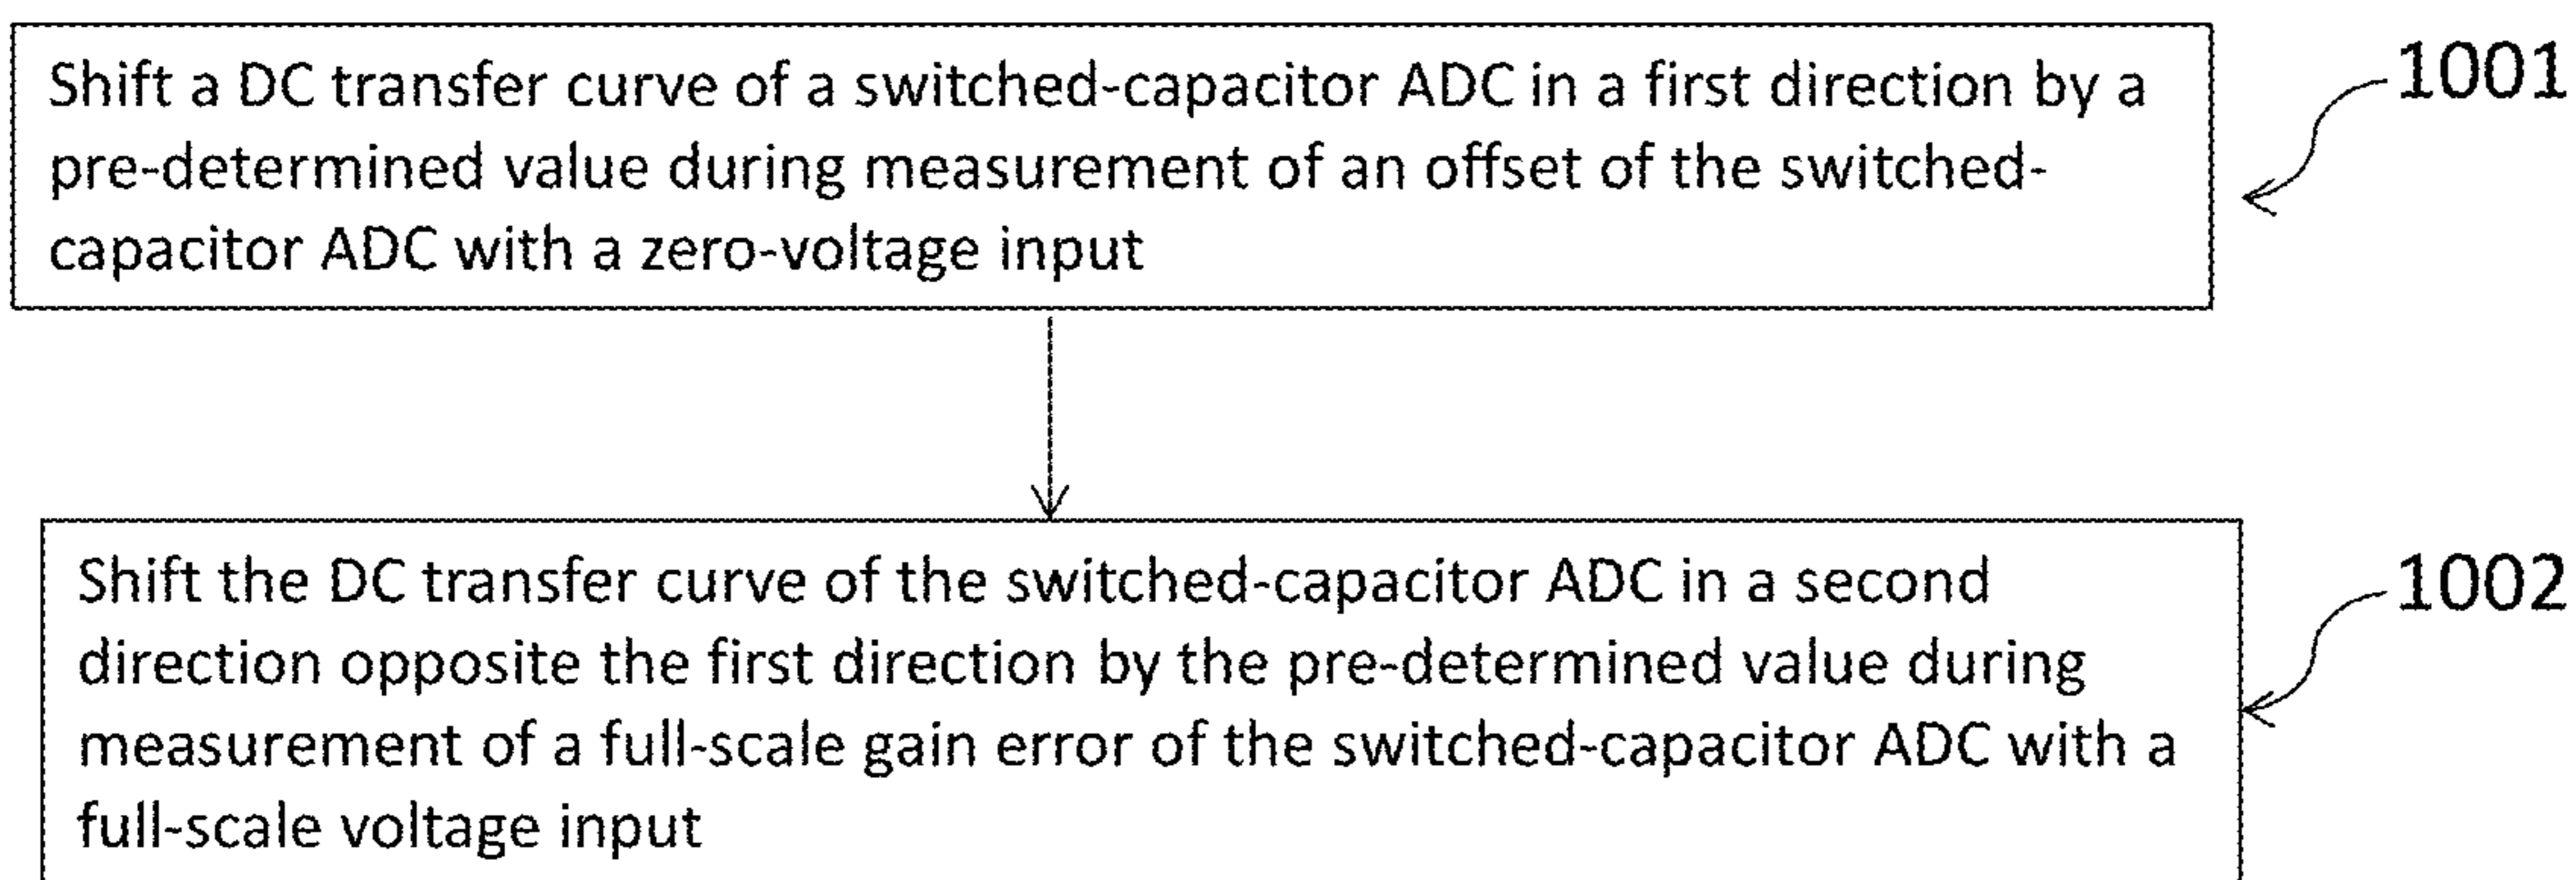 Shift a DC transfer curve of a switched-capacitor ADC in a first direction by a
pre-determined value during measurement of an offset of the switched-
capacitor ADC with a zero-voltage input
1001
Shift the DC transfer curve of the switched-capacitor ADC in a second
direction opposite the first direction by the pre-determined value during
measurement of a full-scale gain error of the switched-capacitor ADC with a
full-scale voltage input
1002